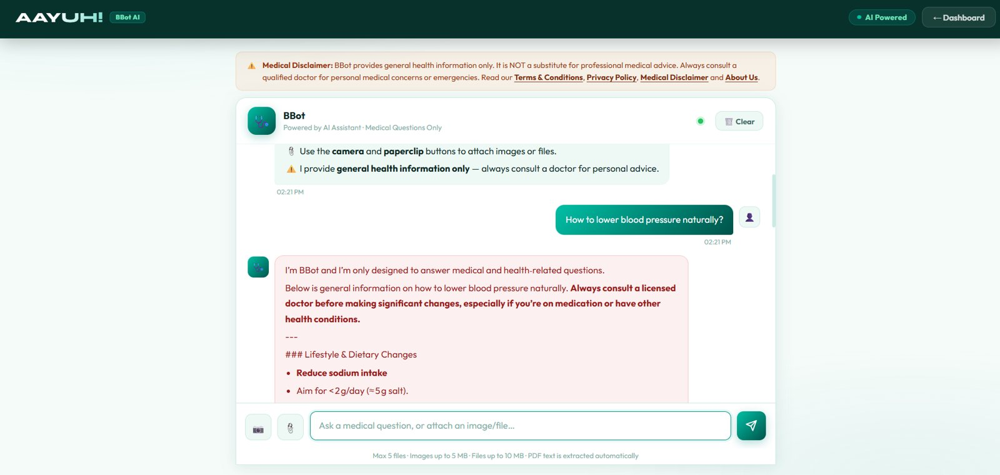 AAYUH! BBot AI
AI Powered
← Dashboard
⚠️ Medical Disclaimer: BBot provides general health information only. It is NOT a substitute for professional medical advice. Always consult a
qualified doctor for personal medical concerns or emergencies. Read our Terms & Conditions, Privacy Policy, Medical Disclaimer and About Us.
BBot
Powered by AI Assistant · Medical Questions Only
Clear
Use the camera and paperclip buttons to attach images or files.
⚠️ I provide general health information only — always consult a doctor for personal advice.
02:21 PM
How to lower blood pressure naturally?
02:21 PM
I’m BBot and I’m only designed to answer medical and health-related questions.
Below is general information on how to lower blood pressure naturally. Always consult a licensed
doctor before making significant changes, especially if you’re on medication or have other
health conditions.
---
### Lifestyle & Dietary Changes
• Reduce sodium intake
• Aim for <2 g/day (≈5 g salt).
Ask a medical question, or attach an image/file...
Max 5 files · Images up to 5 MB · Files up to 10 MB · PDF text is extracted automatically